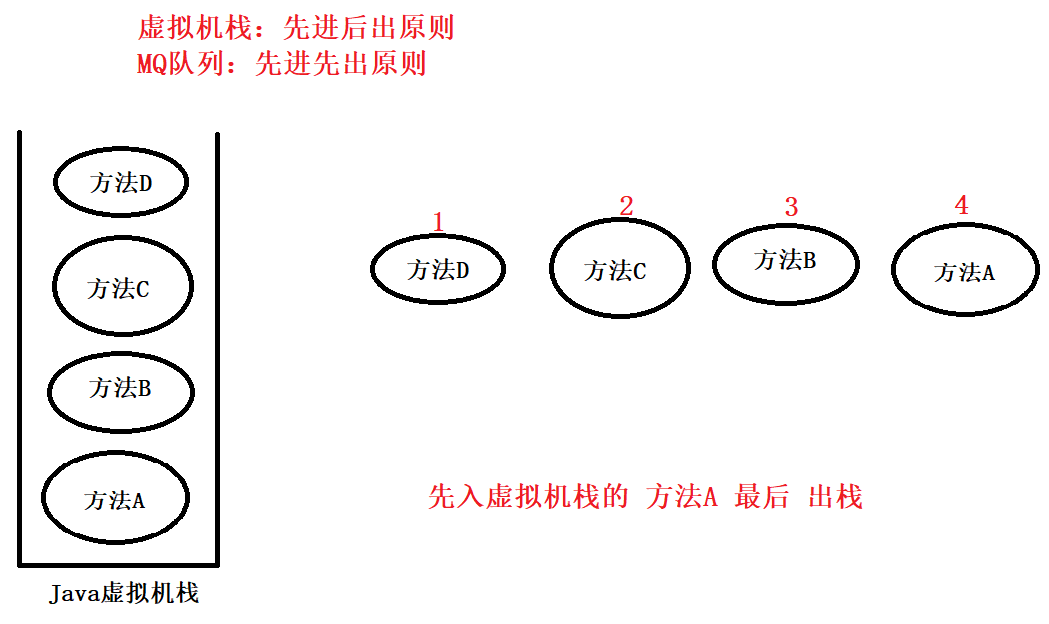 虚拟机栈：先进后出原则
MQ队列：先进先出原则
方法D
方法C
方法B
方法A
Java虚拟机栈
1
2
3
4
方法D
方法C
方法B
方法A
先入虚拟机栈的 方法A 最后 出栈